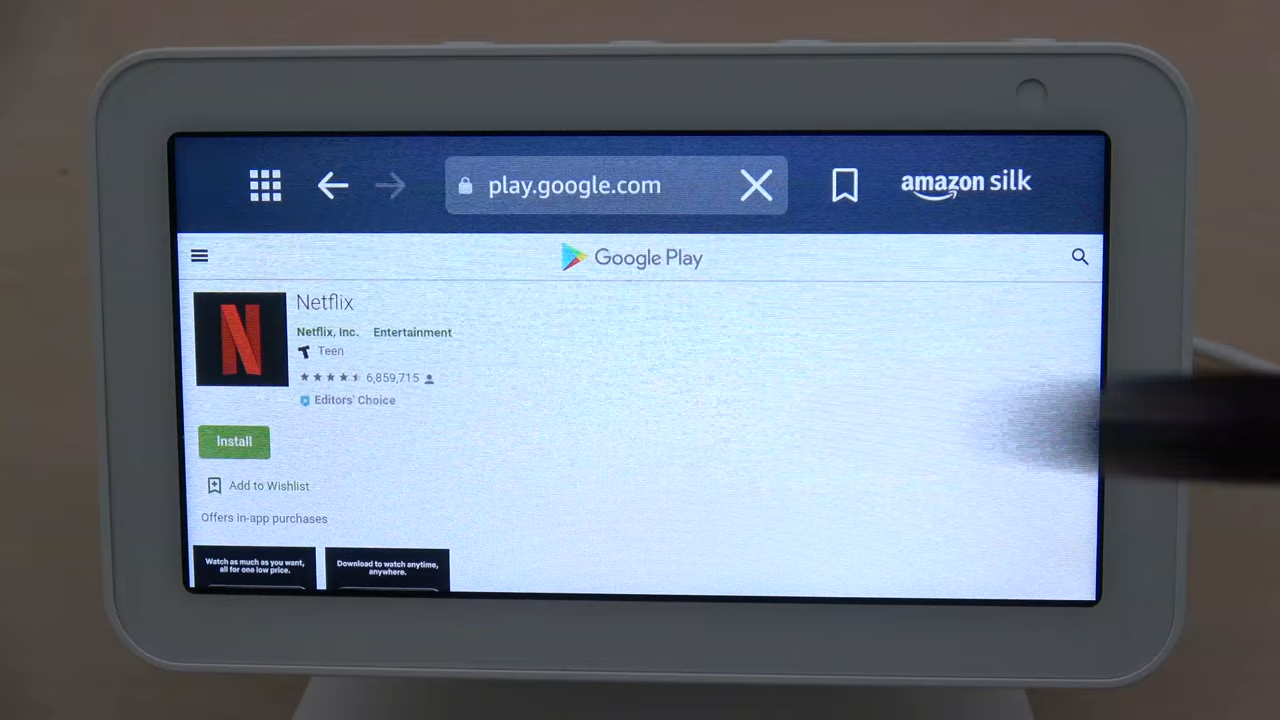 play.google.com
amazon silk
Google Play
N
Netflix
Netflix, Inc. Entertainment
Teen
6,859,715
Editors' Choice
Install
Add to Wishlist
Offers in-app purchases
Watch as much as you want,
all for one low price.
Download to watch anytime,
anywhere.